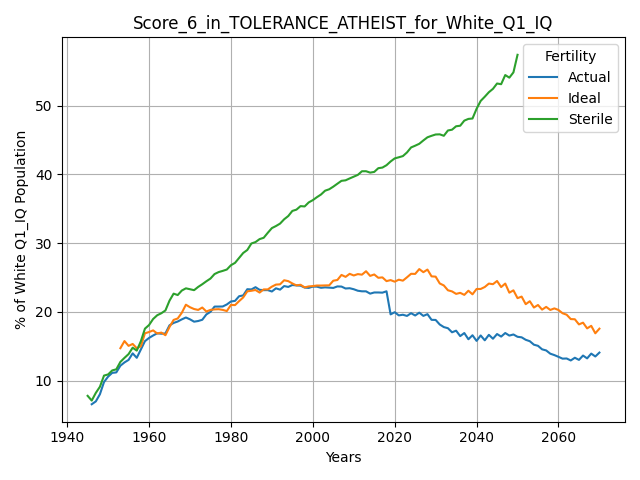 Score_6_in_TOLERANCE_ATHEIST_for_White_Q1_IQ
% of White Q1_IQ Population
50
40
30
20
10
Fertility
Actual
Ideal
Sterile
1940 1960 1980 2000 2020 2040 2060
Years